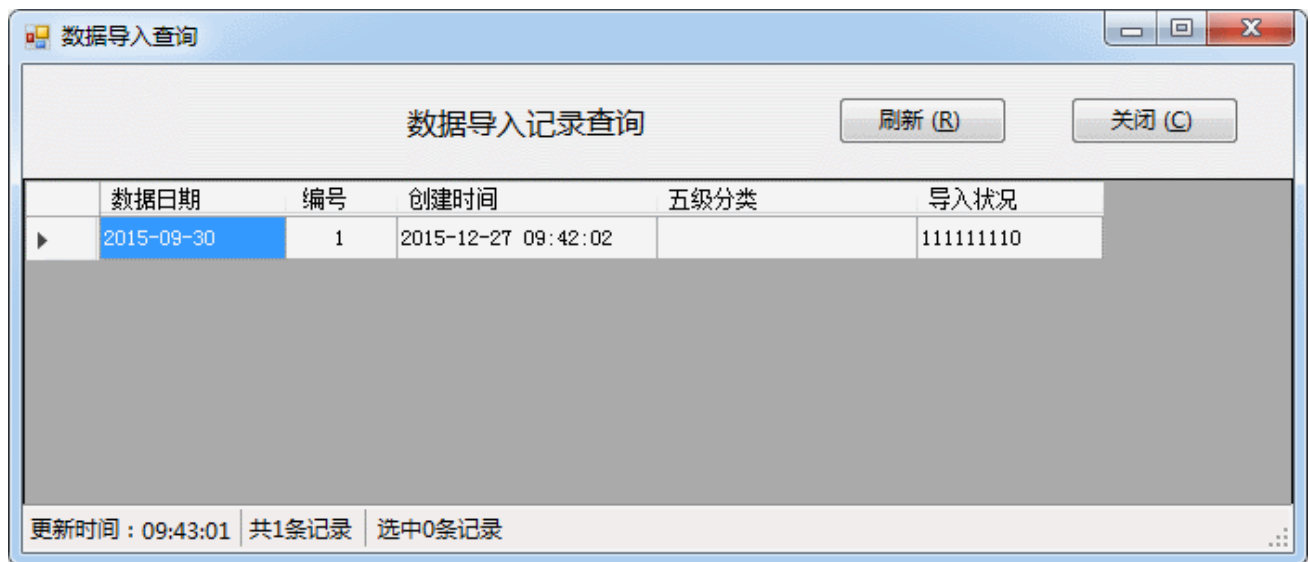 数据导入查询
数据导入记录查询 刷新 (R) 关闭 (C)
数据日期 编号 创建时间 五级分类 导入状况
2015-09-30 1 2015-12-27 09:42:02 111111110
更新时间：09:43:01 共1条记录 选中0条记录